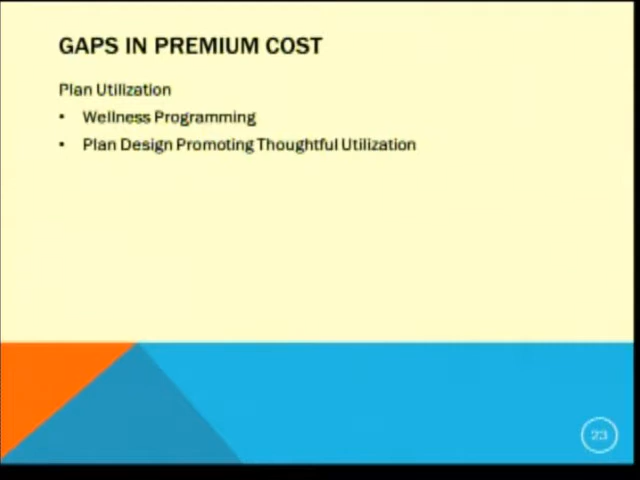 GAPS IN PREMIUM COST
Plan Utilization
• Wellness Programming
• Plan Design Promoting Thoughtful Utilization
23